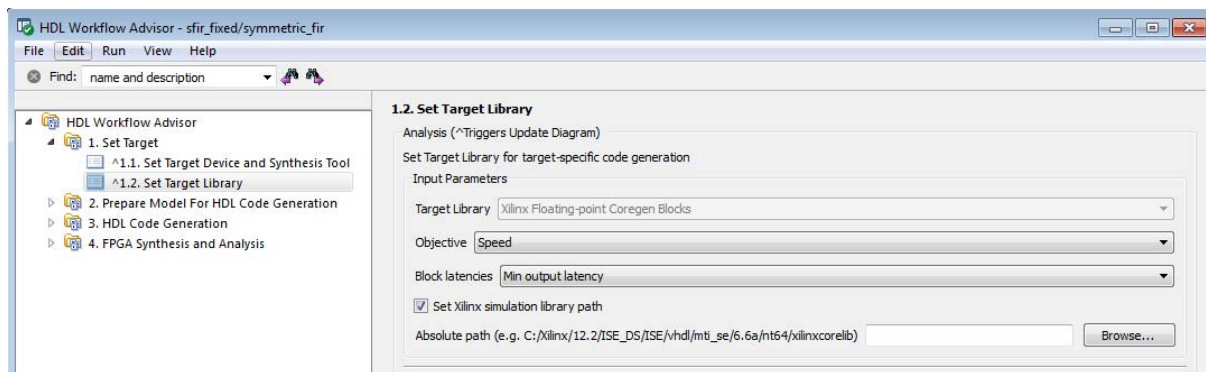 HDL Workflow Advisor - sfir_fixed/symmetric_fir
File Edit Run View Help
Find: name and description
HDL Workflow Advisor
1. Set Target
^1.1. Set Target Device and Synthesis Tool
^1.2. Set Target Library
2. Prepare Model For HDL Code Generation
3. HDL Code Generation
4. FPGA Synthesis and Analysis
1.2. Set Target Library
Analysis (^Triggers Update Diagram)
Set Target Library for target-specific code generation
Input Parameters
Target Library Xilinx Floating-point Coregen Blocks
Objective Speed
Block latencies Min output latency
Set Xilinx simulation library path
Absolute path (e.g. C:/Xilinx/12.2/ISE_DS/ISE/vhdl/mti_se/6.6a/nt64/xilinxcorelib) Browse...